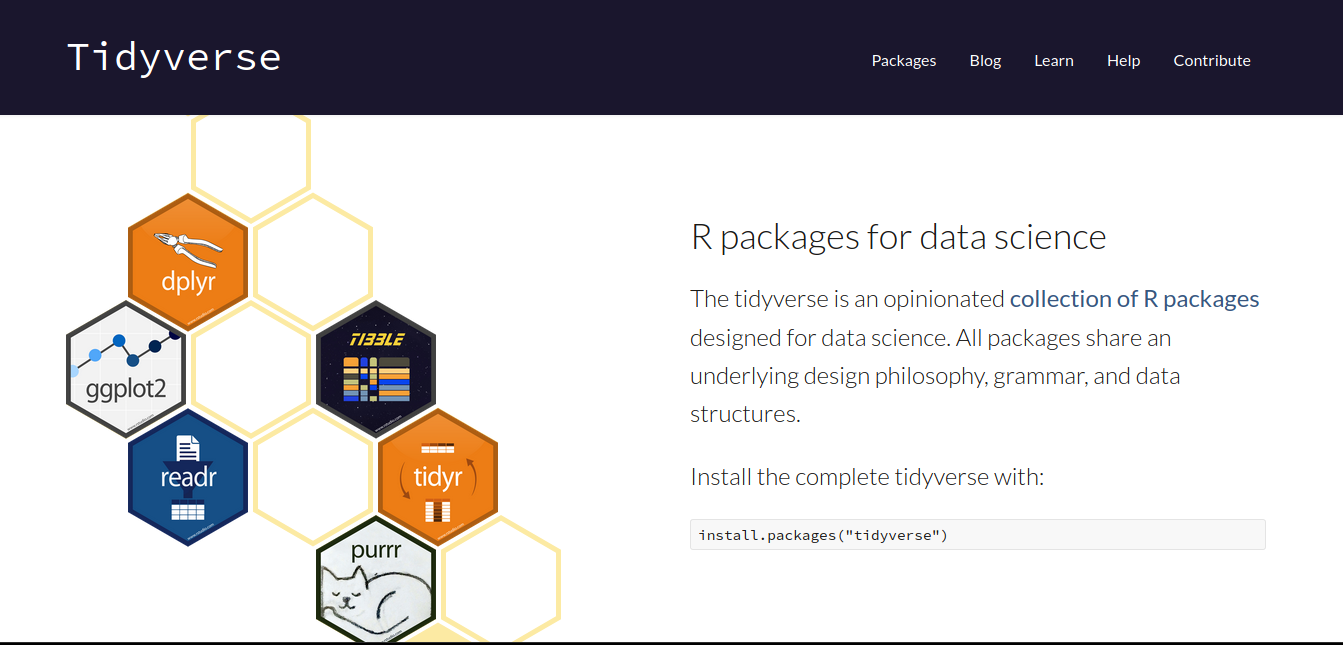 Tidyverse
Packages
Blog
Learn
Help
Contribute
dplyr
ggplot2
TIBBLE
readr
tidyr
purrr
R packages for data science
The tidyverse is an opinionated collection of R packages
designed for data science. All packages share an
underlying design philosophy, grammar, and data
structures.
Install the complete tidyverse with:
install.packages("tidyverse")